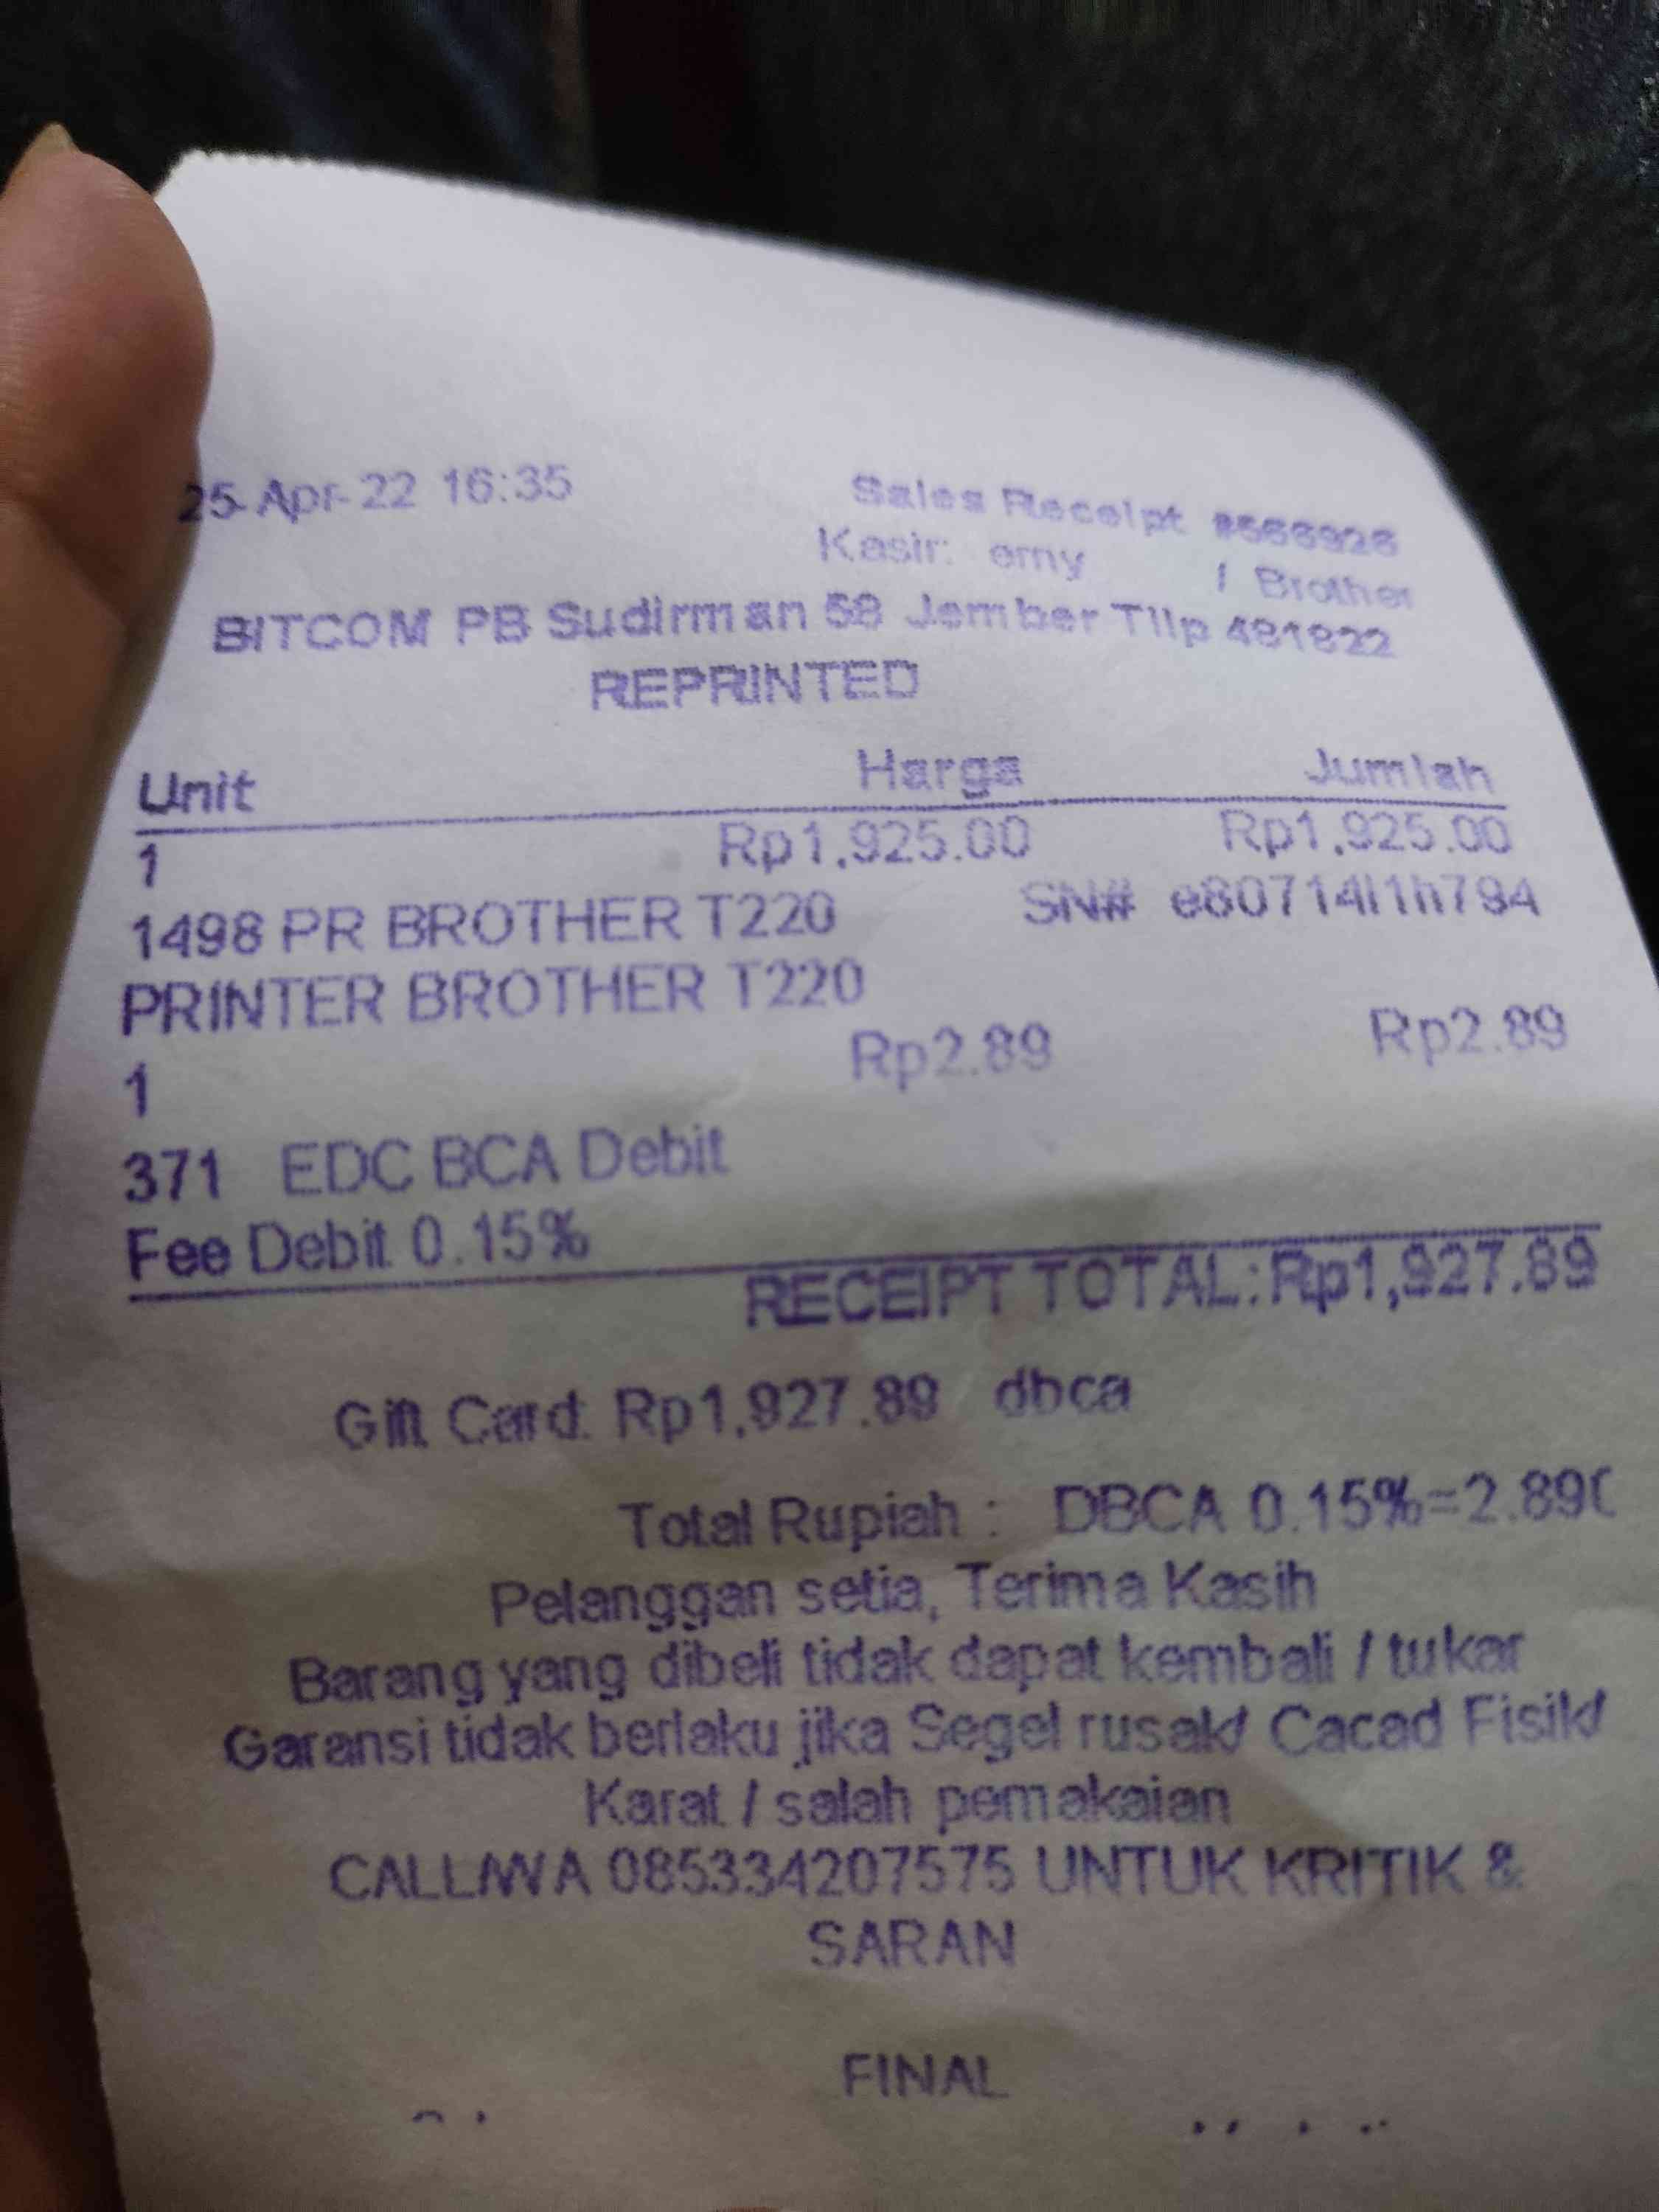 25-Apr-22 16:35
Sales Receipt
Kasir: erny / Brother
BITCOM PB Sudirman 58 Jember Tllp 481822
REPRINTED
Unit Harga Jumlah
1 Rp1,925.00 Rp1,925.00
1498 PR BROTHER T220 SN#
PRINTER BROTHER T220
1 Rp2.89 Rp2.89
371 EDC BCA Debit
Fee Debit 0.15%
RECEIPT TOTAL: Rp1,927.89
Gift Card: Rp1,927.89 dbca
Total Rupiah : DBCA 0.15%=2.89
Pelanggan setia, Terima Kasih
Barang yang dibeli tidak dapat kembali / tukar
Garansi tidak berlaku jika Segel rusak/ Cacad Fisik/
Karat / salah pemakaian
CALL/WA 085334207575 UNTUK KRITIK &
SARAN
FINAL